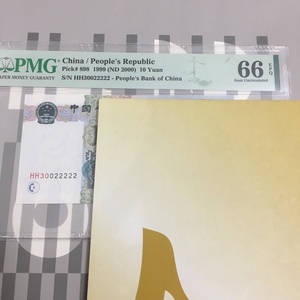 PMG
PAPER MONEY GUARANTY
China / People's Republic
Pick# 898 1999 (ND 2000) 10 Yuan
S/N HH30022222 - People's Bank of China
66 EPQ
Gem Uncirculated
中国
HH30022222